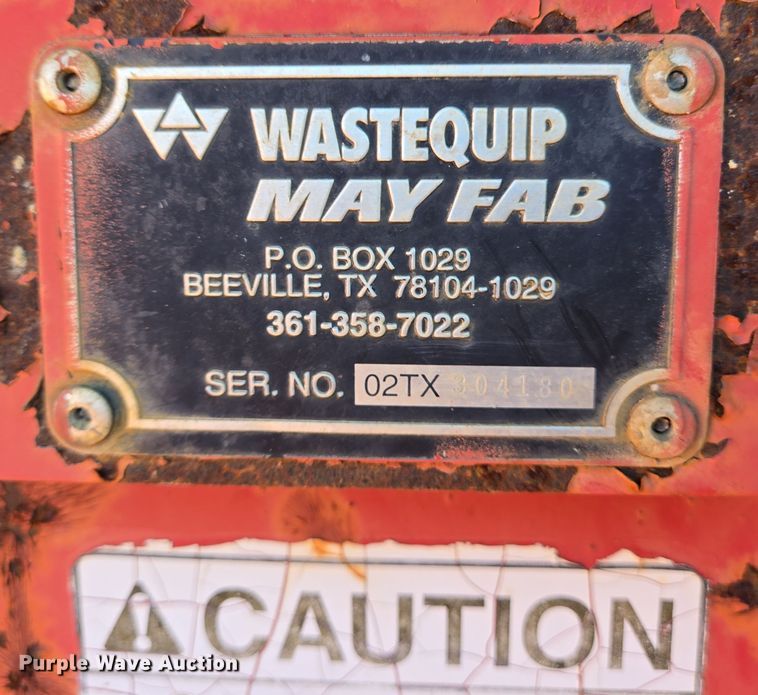 WASTEQUIP
MAY FAB
P.O. BOX 1029
BEEVILLE, TX 78104-1029
361-358-7022
SER. NO. 02TX 304180
CAUTION
Purple Wave Auction